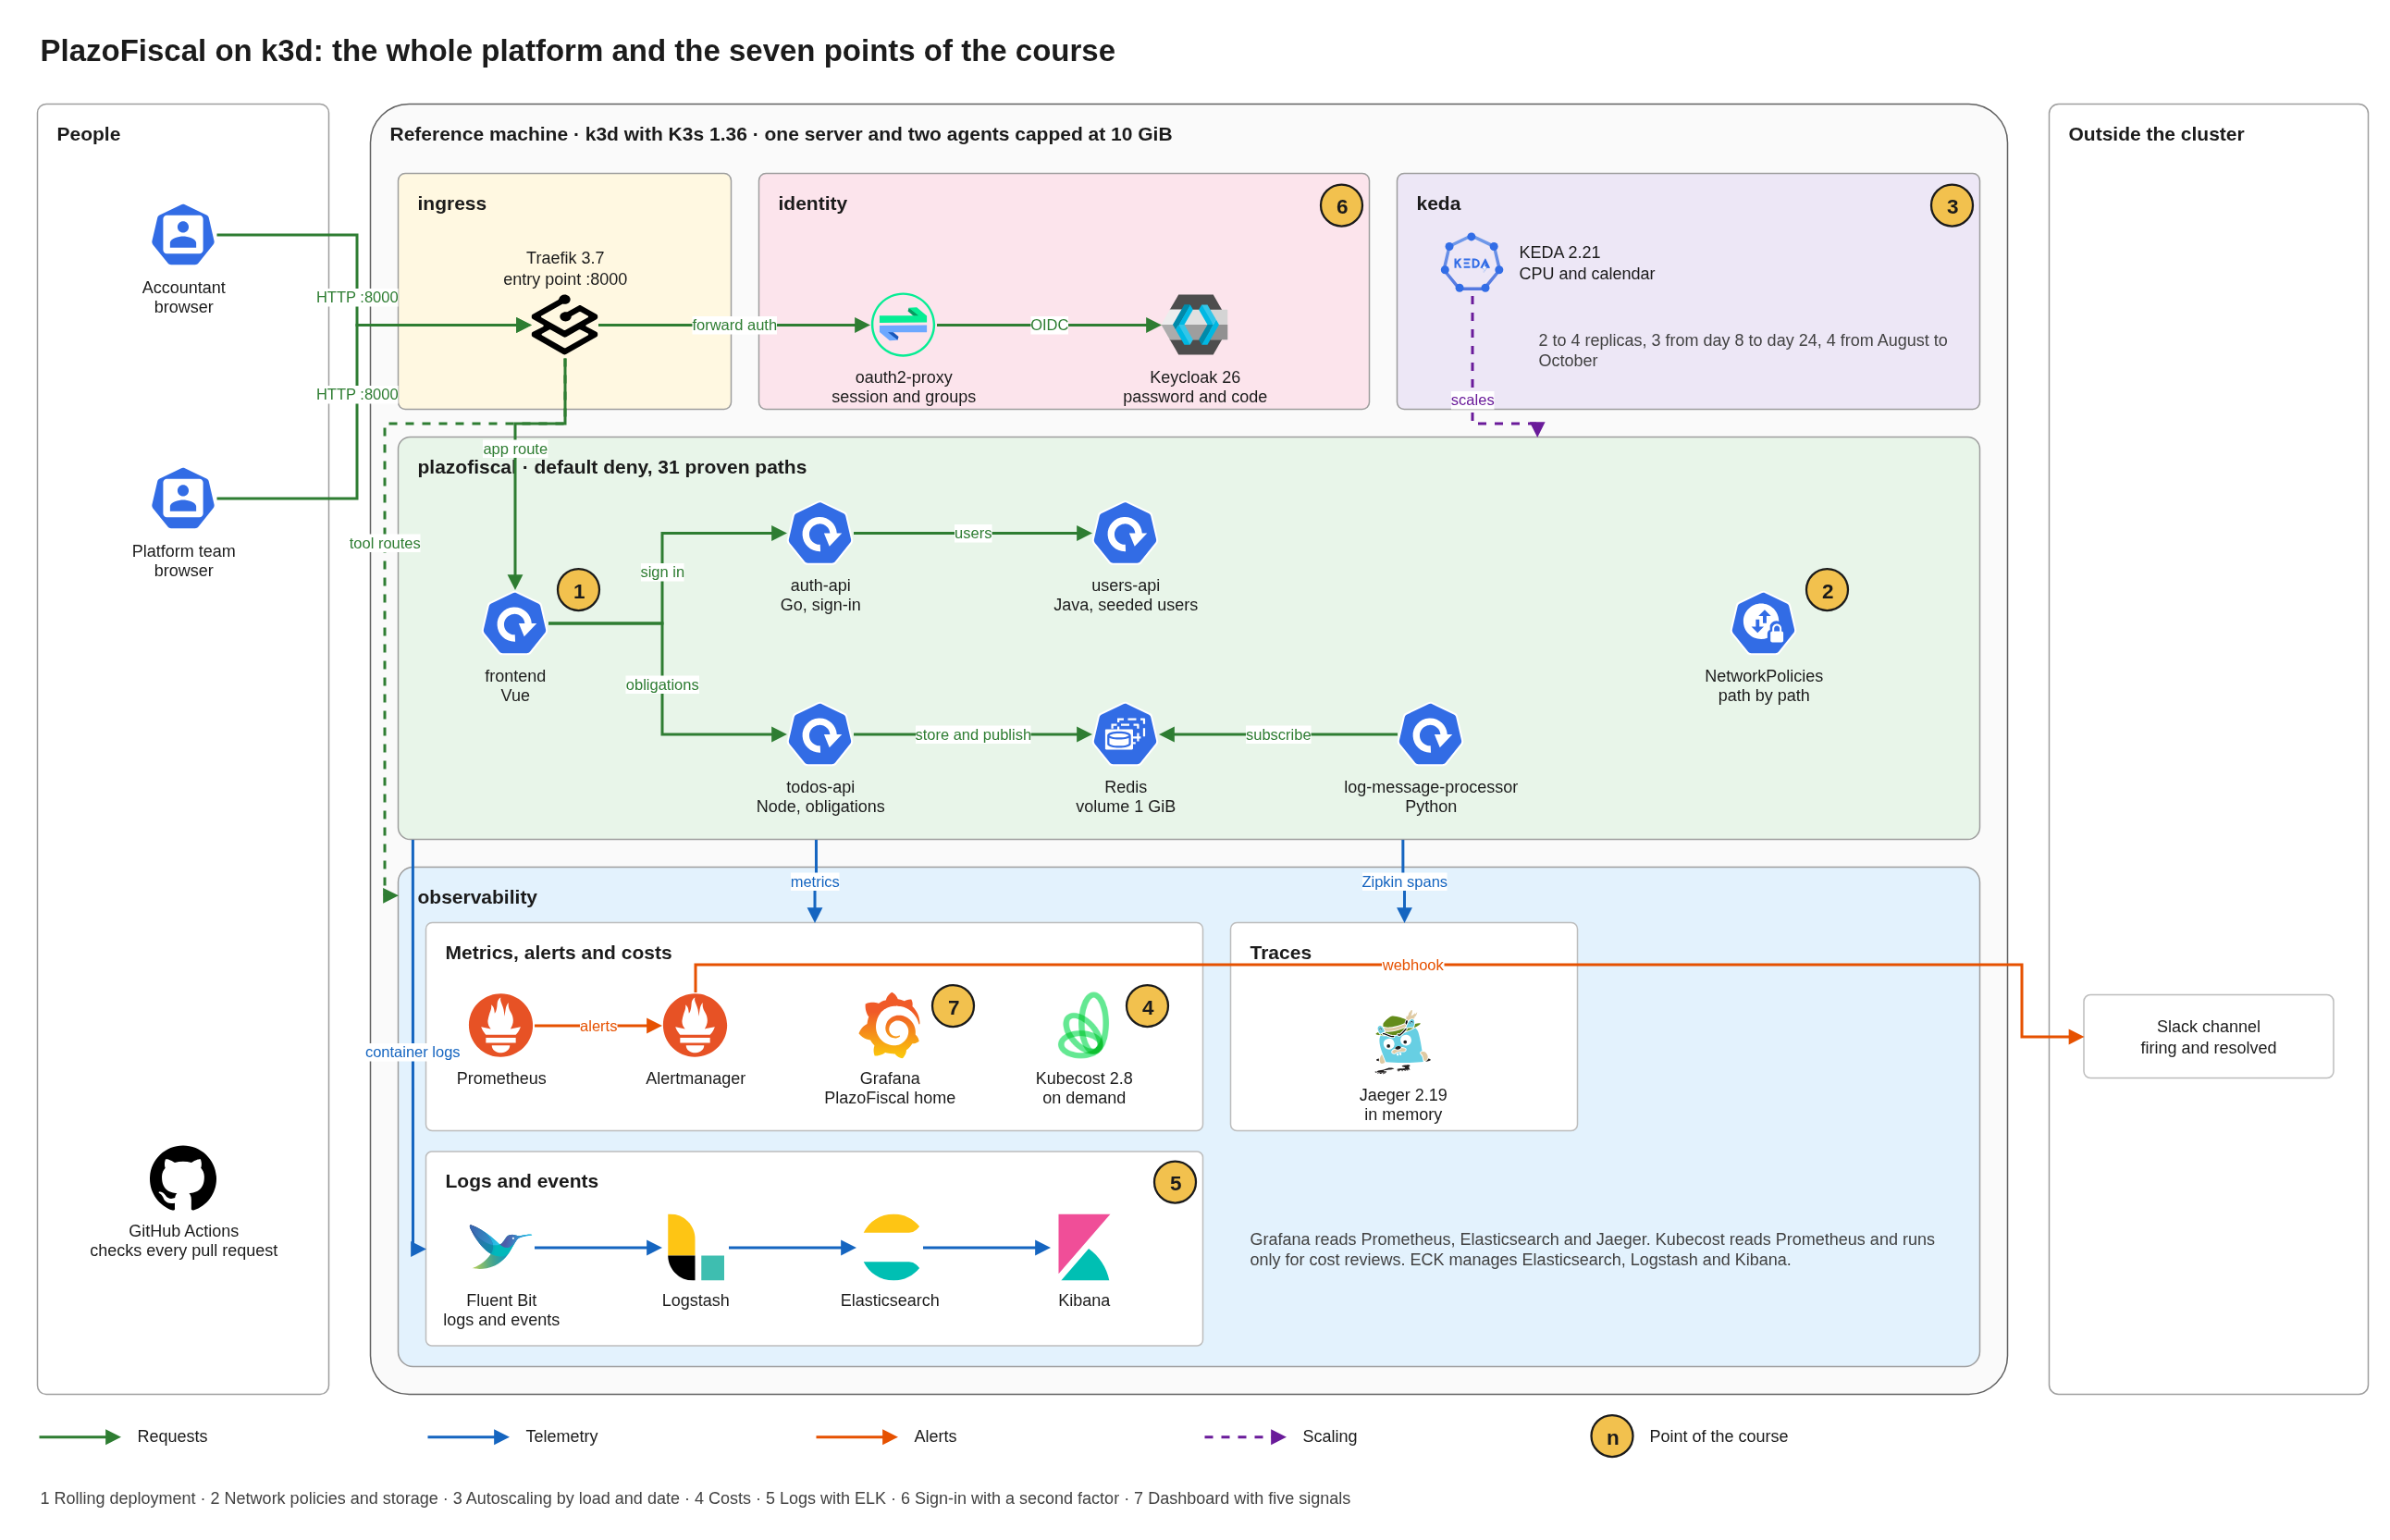 PlazoFiscal on k3d: the whole platform and the seven points of the course
People
Accountant
browser
Platform team
browser
GitHub Actions
checks every pull request
HTTP :8000
HTTP :8000
Reference machine · k3d with K3s 1.36 · one server and two agents capped at 10 GiB
ingress
Traefik 3.7
entry point :8000
forward auth
identity
6
oauth2-proxy
session and groups
OIDC
Keycloak 26
password and code
keda
3
KEDA
KEDA 2.21
CPU and calendar
2 to 4 replicas, 3 from day 8 to day 24, 4 from August to
October
scales
app route
tool routes
plazofiscal · default deny, 31 proven paths
1
frontend
Vue
sign in
obligations
auth-api
Go, sign-in
users
users-api
Java, seeded users
todos-api
Node, obligations
store and publish
Redis
volume 1 GiB
subscribe
log-message-processor
Python
2
NetworkPolicies
path by path
metrics
Zipkin spans
container logs
observability
Metrics, alerts and costs
Prometheus
alerts
Alertmanager
7
Grafana
PlazoFiscal home
4
Kubecost 2.8
on demand
Traces
webhook
Jaeger 2.19
in memory
Logs and events
5
Fluent Bit
logs and events
Logstash
Elasticsearch
Kibana
Grafana reads Prometheus, Elasticsearch and Jaeger. Kubecost reads Prometheus and runs
only for cost reviews. ECK manages Elasticsearch, Logstash and Kibana.
Outside the cluster
Slack channel
firing and resolved
Requests
Telemetry
Alerts
Scaling
n
Point of the course
1 Rolling deployment · 2 Network policies and storage · 3 Autoscaling by load and date · 4 Costs · 5 Logs with ELK · 6 Sign-in with a second factor · 7 Dashboard with five signals